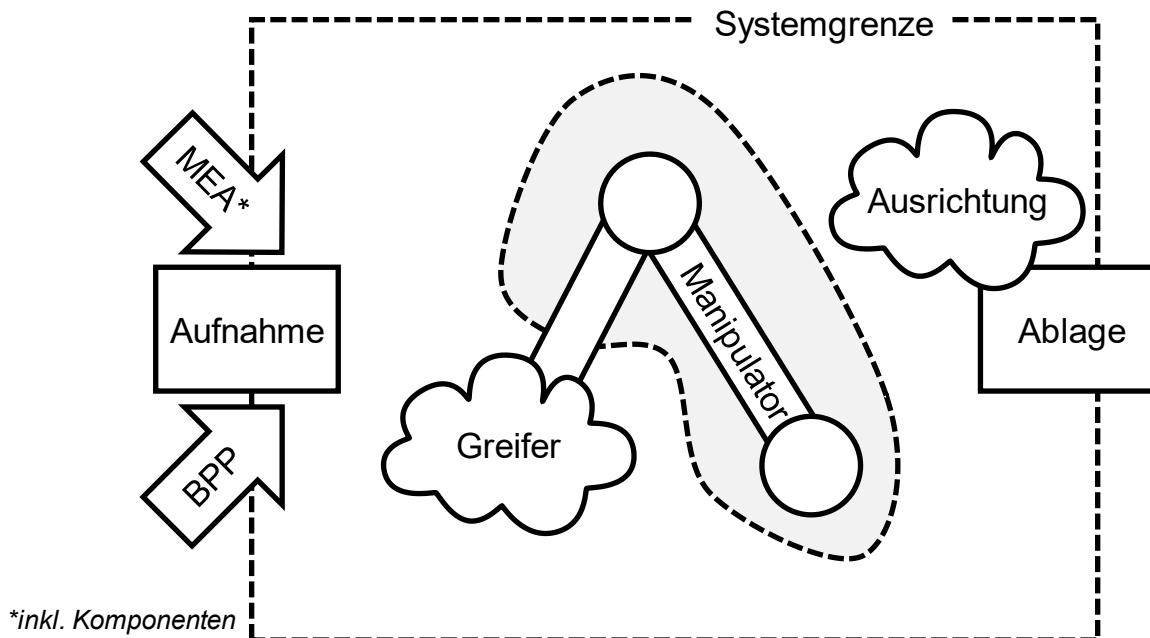 Systemgrenze
MEA*
Ausrichtung
Manipulator
Aufnahme
Ablage
Greifer
BPP
*inkl. Komponenten